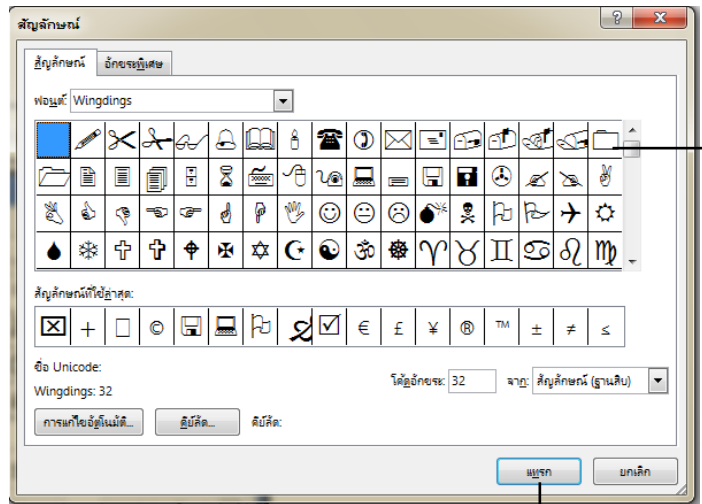 สัญลักษณ์
สัญลักษณ์ อักขระพิเศษ
ฟอนต์: Wingdings
สัญลักษณ์ที่ใช้ล่าสุด:
+ © € £ ¥ ® ™ ± ≠ ≤
ชื่อ Unicode:
Wingdings: 32
โค้ดอักขระ: 32 จาก: สัญลักษณ์ (ฐานสิบ)
การแก้ไขอัตโนมัติ... คีย์ลัด... คีย์ลัด:
แทรก ยกเลิก